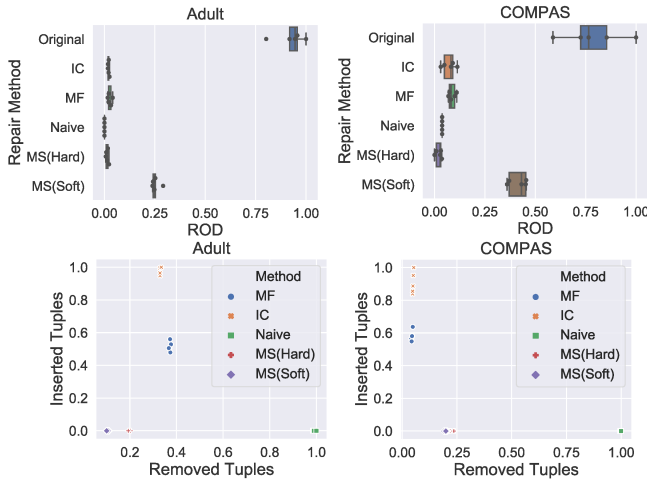 Adult
Repair Method
Original
IC
MF
Naive
MS(Hard)
MS(Soft)
0.00 0.25 0.50 0.75 1.00
ROD
COMPAS
Repair Method
Original
IC
MF
Naive
MS(Hard)
MS(Soft)
0.00 0.25 0.50 0.75 1.00
ROD
Adult
Inserted Tuples
1.0
0.8
0.6
0.4
0.2
0.0
Method
MF
IC
Naive
MS(Hard)
MS(Soft)
0.2 0.4 0.6 0.8 1.0
Removed Tuples
COMPAS
Inserted Tuples
1.0
0.8
0.6
0.4
0.2
0.0
Method
MF
IC
Naive
MS(Hard)
MS(Soft)
0.00 0.25 0.50 0.75 1.00
Removed Tuples